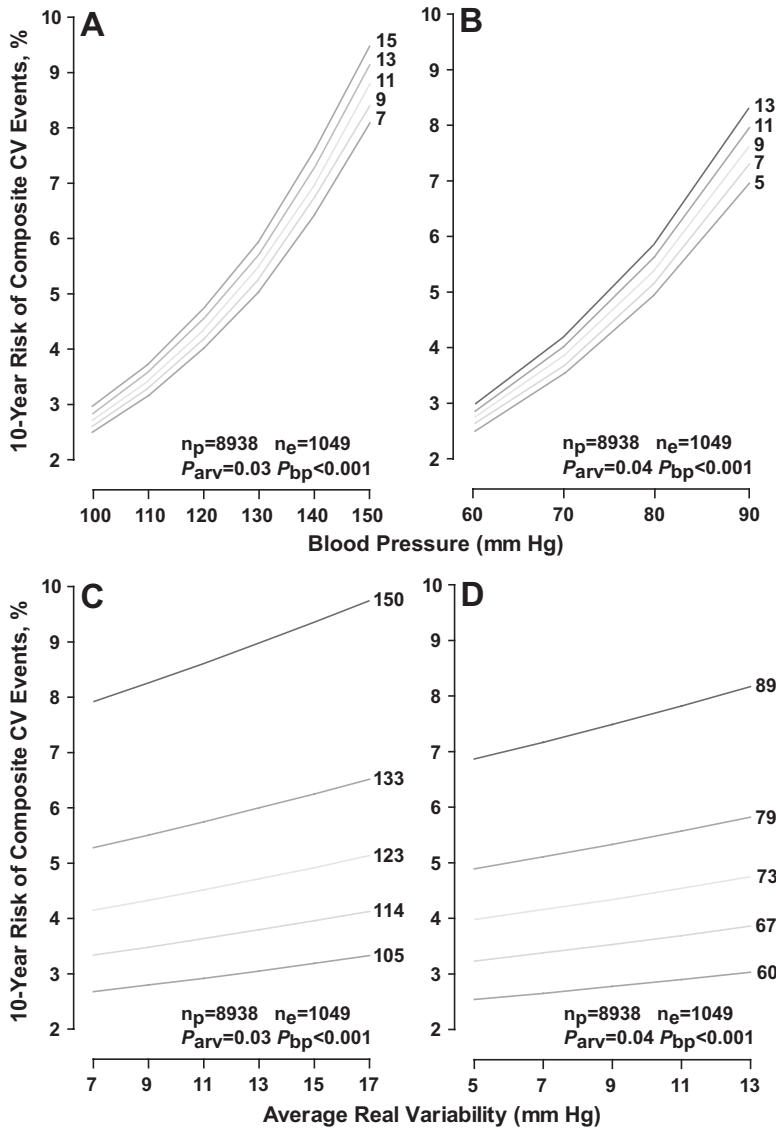 A
B
10-Year Risk of Composite CV Events, %
10
9
8
7
6
5
4
3
2
15
13
11
9
7
np=8938 ne=1049
Parv=0.03 Pbp<0.001
100 110 120 130 140 150
10
9
8
7
6
5
4
3
2
13
11
9
7
5
np=8938 ne=1049
Parv=0.04 Pbp<0.001
60 70 80 90
Blood Pressure (mm Hg)
C
D
10-Year Risk of Composite CV Events, %
10
9
8
7
6
5
4
3
2
150
133
123
114
105
np=8938 ne=1049
Parv=0.03 Pbp<0.001
7 9 11 13 15 17
10
9
8
7
6
5
4
3
2
89
79
73
67
60
np=8938 ne=1049
Parv=0.04 Pbp<0.001
5 7 9 11 13
Average Real Variability (mm Hg)